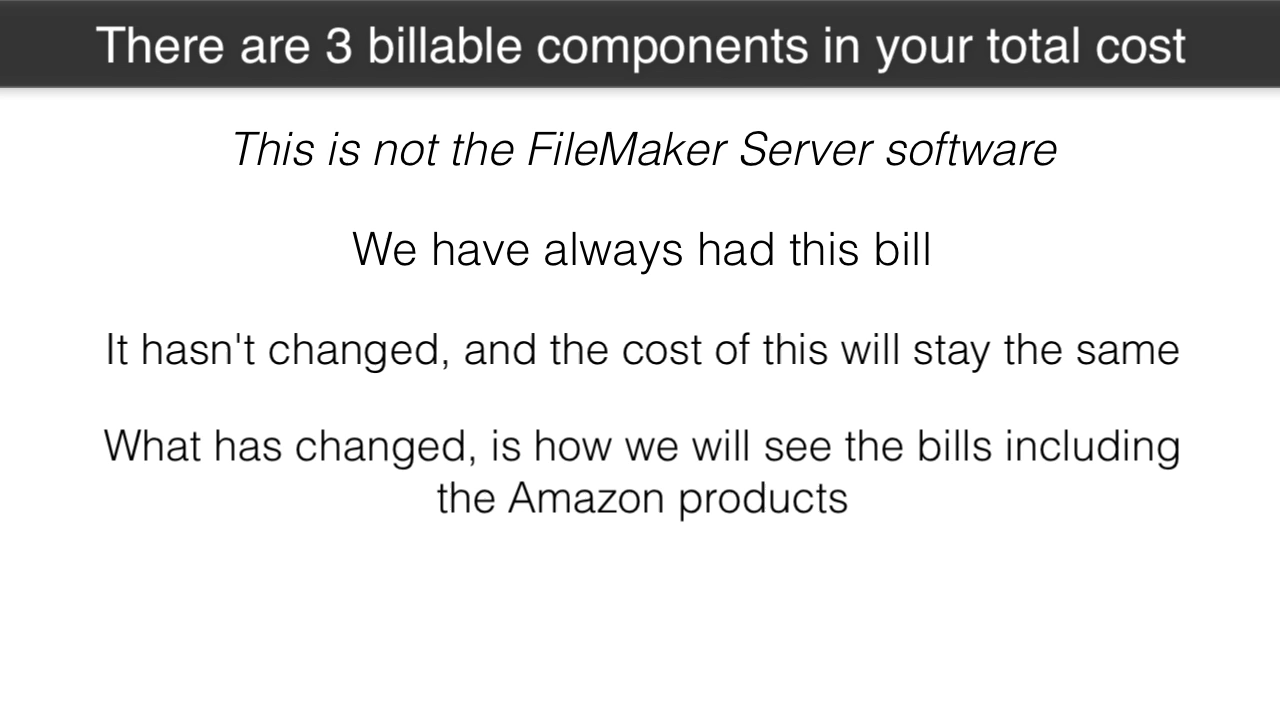 There are 3 billable components in your total cost
This is not the FileMaker Server software
We have always had this bill
It hasn't changed, and the cost of this will stay the same
What has changed, is how we will see the bills including
the Amazon products